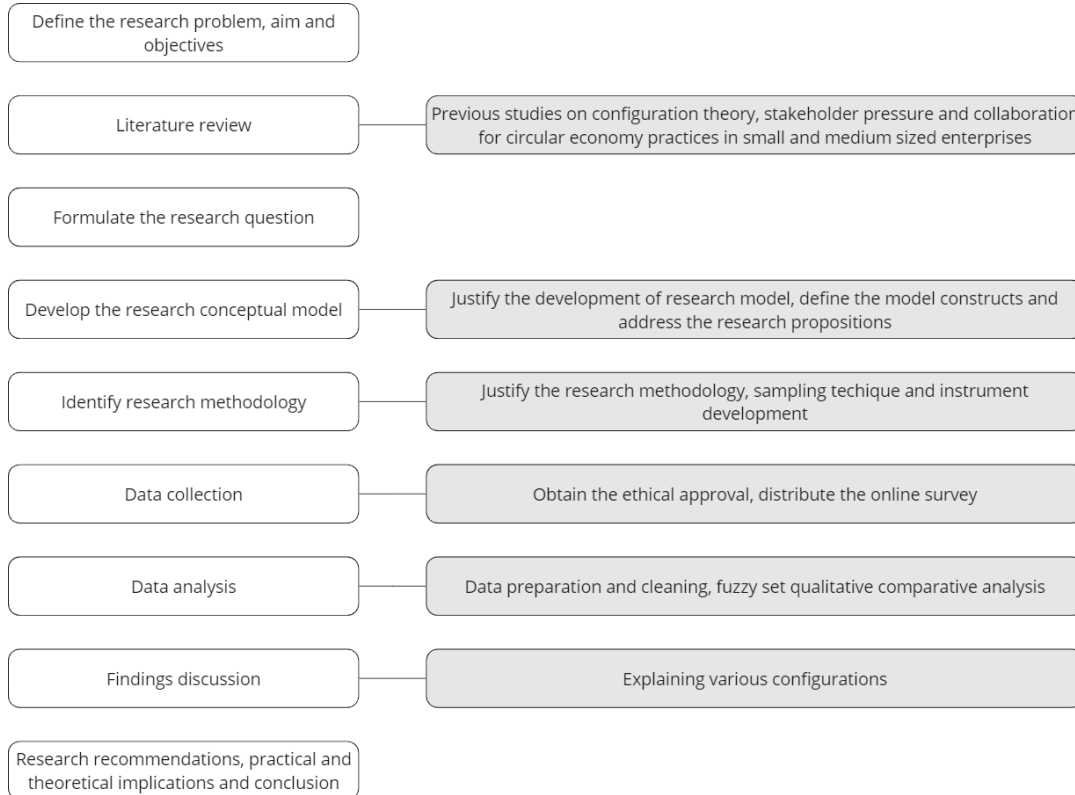 Define the research problem, aim and
objectives
Literature review
Previous studies on configuration theory, stakeholder pressure and collaboration
for circular economy practices in small and medium sized enterprises
Formulate the research question
Develop the research conceptual model
Justify the development of research model, define the model constructs and
address the research propositions
Identify research methodology
Justify the research methodology, sampling techique and instrument
development
Data collection
Obtain the ethical approval, distribute the online survey
Data analysis
Data preparation and cleaning, fuzzy set qualitative comparative analysis
Findings discussion
Explaining various configurations
Research recommendations, practical and
theoretical implications and conclusion